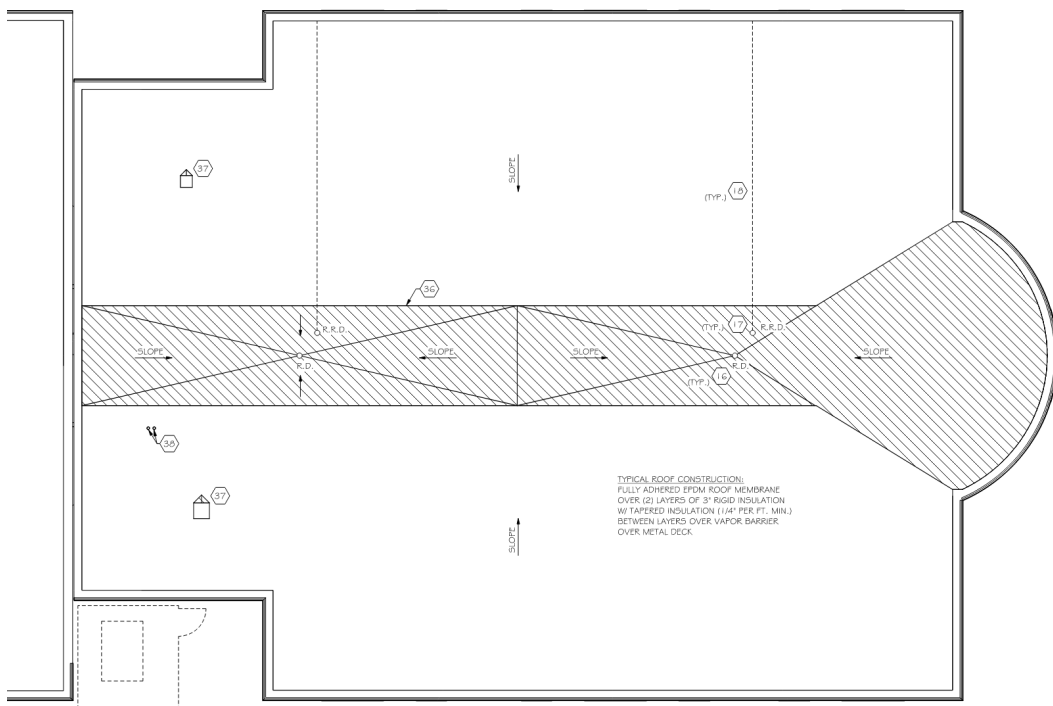 37
SLOPE
(TYP.) 18
36
R.R.D.
(TYP.) 17 R.R.D.
SLOPE
SLOPE
SLOPE
SLOPE
R.D.
R.D.
(TYP.) 16
38
37
TYPICAL ROOF CONSTRUCTION:
FULLY ADHERED EPDM ROOF MEMBRANE
OVER (2) LAYERS OF 3" RIGID INSULATION
W/ TAPERED INSULATION (1/4" PER FT. MIN.)
BETWEEN LAYERS OVER VAPOR BARRIER
OVER METAL DECK
SLOPE